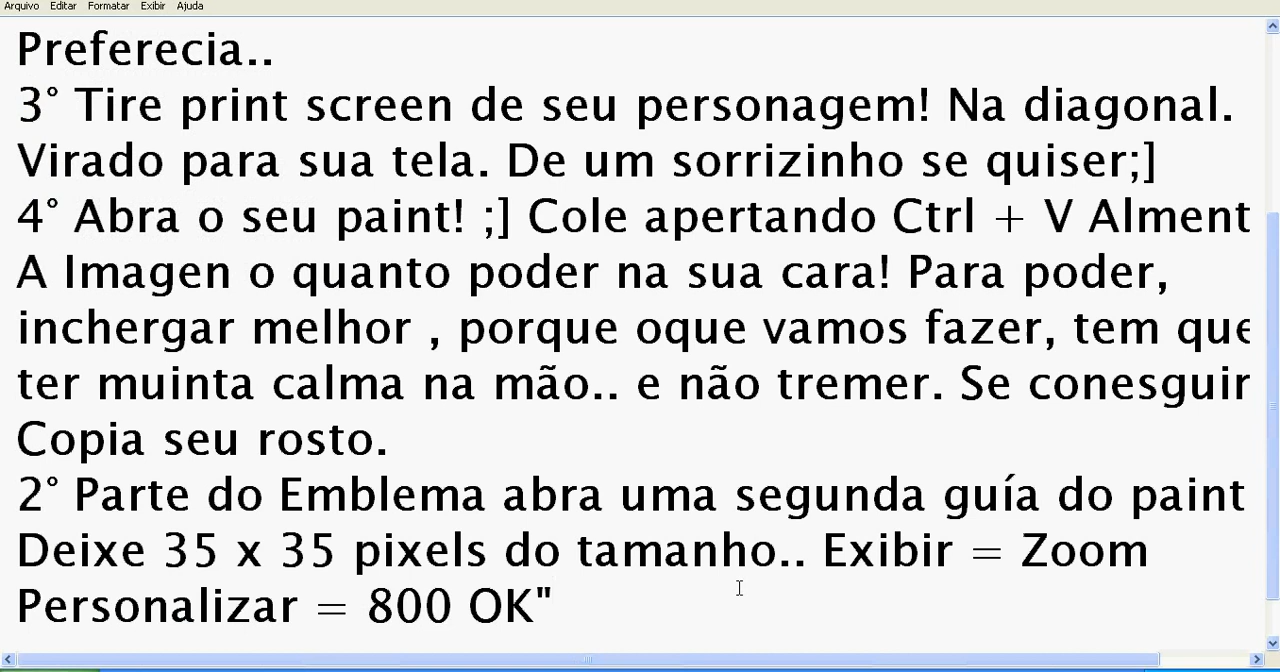 Arquivo Editar Formatar Exibir Ajuda
Preferecia..
3° Tire print screen de seu personagem! Na diagonal.
Virado para sua tela. De um sorrizinho se quiser;]
4° Abra o seu paint! ;] Cole apertando Ctrl + V Alment
A Imagen o quanto poder na sua cara! Para poder,
inchergar melhor , porque oque vamos fazer, tem que
ter muinta calma na mão.. e não tremer. Se conesguir
Copia seu rosto.
2° Parte do Emblema abra uma segunda guía do paint
Deixe 35 x 35 pixels do tamanho.. Exibir = Zoom
Personalizar = 800 OK"